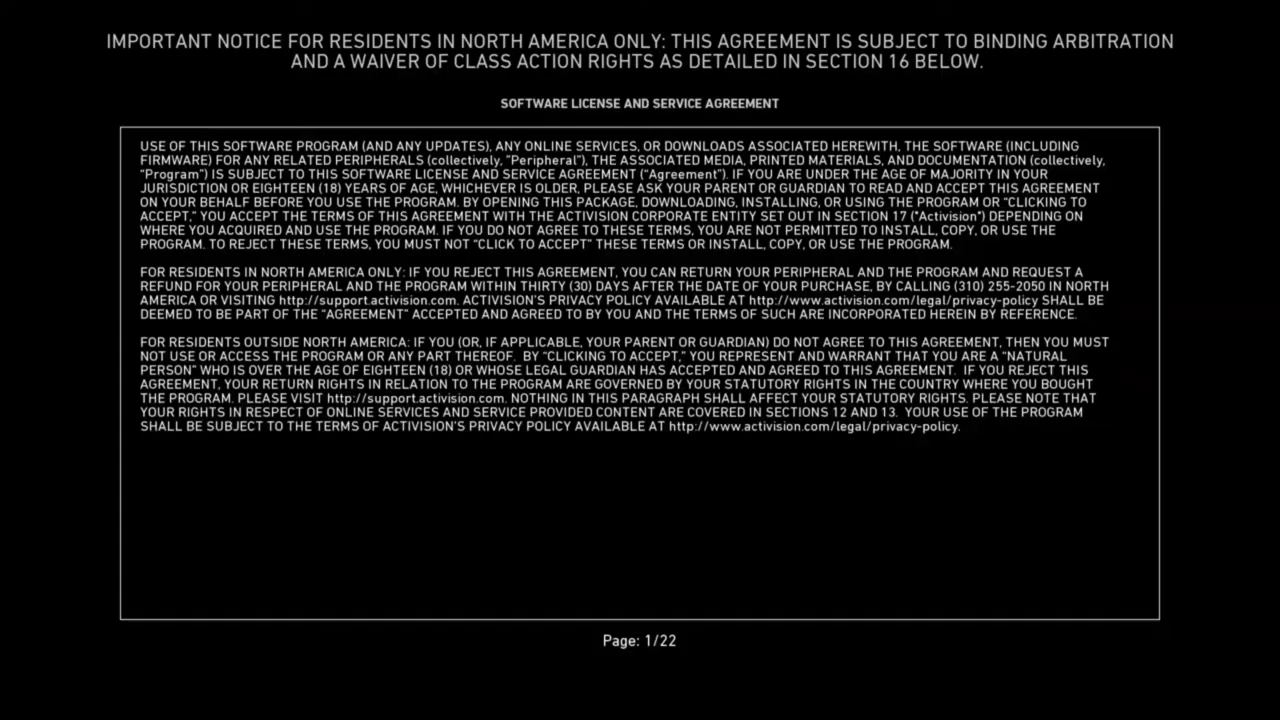 IMPORTANT NOTICE FOR RESIDENTS IN NORTH AMERICA ONLY: THIS AGREEMENT IS SUBJECT TO BINDING ARBITRATION
AND A WAIVER OF CLASS ACTION RIGHTS AS DETAILED IN SECTION 16 BELOW.
SOFTWARE LICENSE AND SERVICE AGREEMENT
USE OF THIS SOFTWARE PROGRAM (AND ANY UPDATES), ANY ONLINE SERVICES, OR DOWNLOADS ASSOCIATED HEREWITH, THE SOFTWARE (INCLUDING
FIRMWARE) FOR ANY RELATED PERIPHERALS (collectively, "Peripheral"), THE ASSOCIATED MEDIA, PRINTED MATERIALS, AND DOCUMENTATION (collectively,
"Program") IS SUBJECT TO THIS SOFTWARE LICENSE AND SERVICE AGREEMENT ("Agreement"). IF YOU ARE UNDER THE AGE OF MAJORITY IN YOUR
JURISDICTION OR EIGHTEEN (18) YEARS OF AGE, WHICHEVER IS OLDER, PLEASE ASK YOUR PARENT OR GUARDIAN TO READ AND ACCEPT THIS AGREEMENT
ON YOUR BEHALF BEFORE YOU USE THE PROGRAM. BY OPENING THIS PACKAGE, DOWNLOADING, INSTALLING, OR USING THE PROGRAM OR "CLICKING TO
ACCEPT," YOU ACCEPT THE TERMS OF THIS AGREEMENT WITH THE ACTIVISION CORPORATE ENTITY SET OUT IN SECTION 17 ("Activision") DEPENDING ON
WHERE YOU ACQUIRED AND USE THE PROGRAM. IF YOU DO NOT AGREE TO THESE TERMS, YOU ARE NOT PERMITTED TO INSTALL, COPY, OR USE THE
PROGRAM. TO REJECT THESE TERMS, YOU MUST NOT "CLICK TO ACCEPT" THESE TERMS OR INSTALL, COPY, OR USE THE PROGRAM.
FOR RESIDENTS IN NORTH AMERICA ONLY: IF YOU REJECT THIS AGREEMENT, YOU CAN RETURN YOUR PERIPHERAL AND THE PROGRAM AND REQUEST A
REFUND FOR YOUR PERIPHERAL AND THE PROGRAM WITHIN THIRTY (30) DAYS AFTER THE DATE OF YOUR PURCHASE, BY CALLING (310) 255-2050 IN NORTH
AMERICA OR VISITING http://support.activision.com. ACTIVISION'S PRIVACY POLICY AVAILABLE AT http://www.activision.com/legal/privacy-policy SHALL BE
DEEMED TO BE PART OF THE "AGREEMENT" ACCEPTED AND AGREED TO BY YOU AND THE TERMS OF SUCH ARE INCORPORATED HEREIN BY REFERENCE.
FOR RESIDENTS OUTSIDE NORTH AMERICA: IF YOU (OR, IF APPLICABLE, YOUR PARENT OR GUARDIAN) DO NOT AGREE TO THIS AGREEMENT, THEN YOU MUST
NOT USE OR ACCESS THE PROGRAM OR ANY PART THEREOF. BY "CLICKING TO ACCEPT," YOU REPRESENT AND WARRANT THAT YOU ARE A "NATURAL
PERSON" WHO IS OVER THE AGE OF EIGHTEEN (18) OR WHOSE LEGAL GUARDIAN HAS ACCEPTED AND AGREED TO THIS AGREEMENT. IF YOU REJECT THIS
AGREEMENT, YOUR RETURN RIGHTS IN RELATION TO THE PROGRAM ARE GOVERNED BY YOUR STATUTORY RIGHTS IN THE COUNTRY WHERE YOU BOUGHT
THE PROGRAM. PLEASE VISIT http://support.activision.com. NOTHING IN THIS PARAGRAPH SHALL AFFECT YOUR STATUTORY RIGHTS. PLEASE NOTE THAT
YOUR RIGHTS IN RESPECT OF ONLINE SERVICES AND SERVICE PROVIDED CONTENT ARE COVERED IN SECTIONS 12 AND 13. YOUR USE OF THE PROGRAM
SHALL BE SUBJECT TO THE TERMS OF ACTIVISION'S PRIVACY POLICY AVAILABLE AT http://www.activision.com/legal/privacy-policy.
Page: 1/22